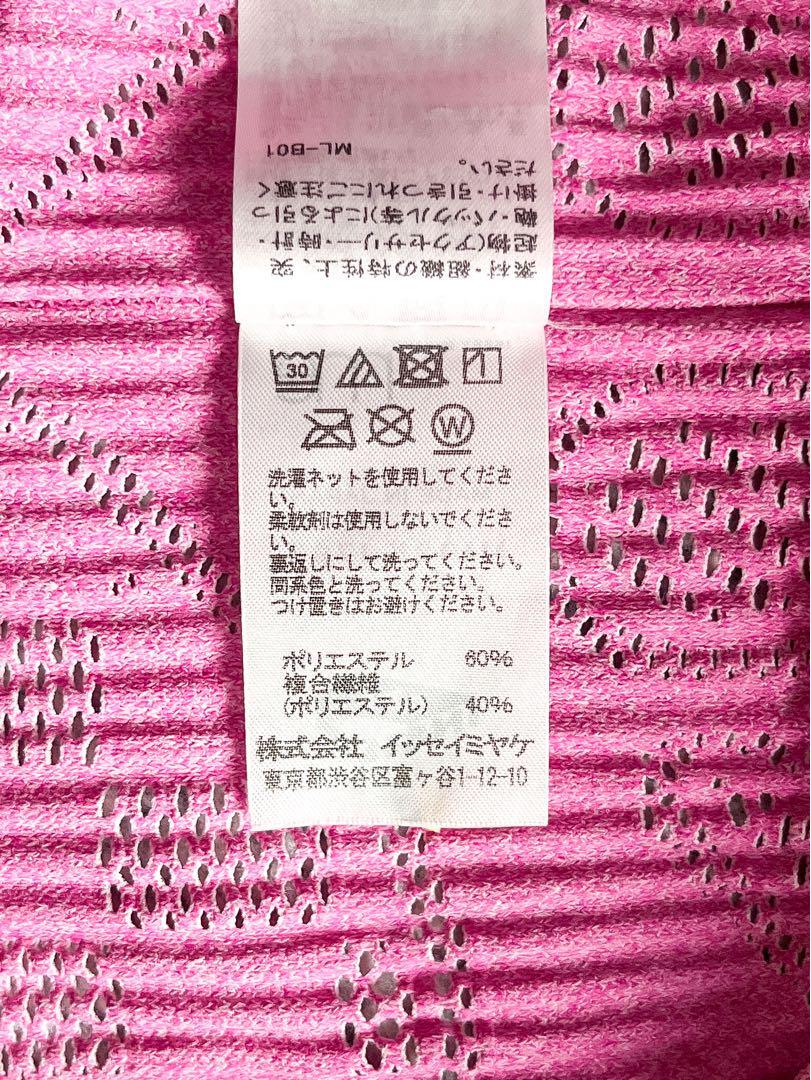 素材・組織の特性上、突
起物(アクセサリー・時計・
鞄・バックル等)による引っ
掛け・引きつれにご注意く
ださい。
ML-B01
30
W
洗濯ネットを使用してくださ
い。
柔軟剤は使用しないでくださ
い。
裏返しにして洗ってください。
同系色と洗ってください。
つけ置きはお避けください。
ポリエステル 60%
複合繊維
(ポリエステル) 40%
株式会社 イッセイミヤケ
東京都渋谷区富ヶ谷1-12-10